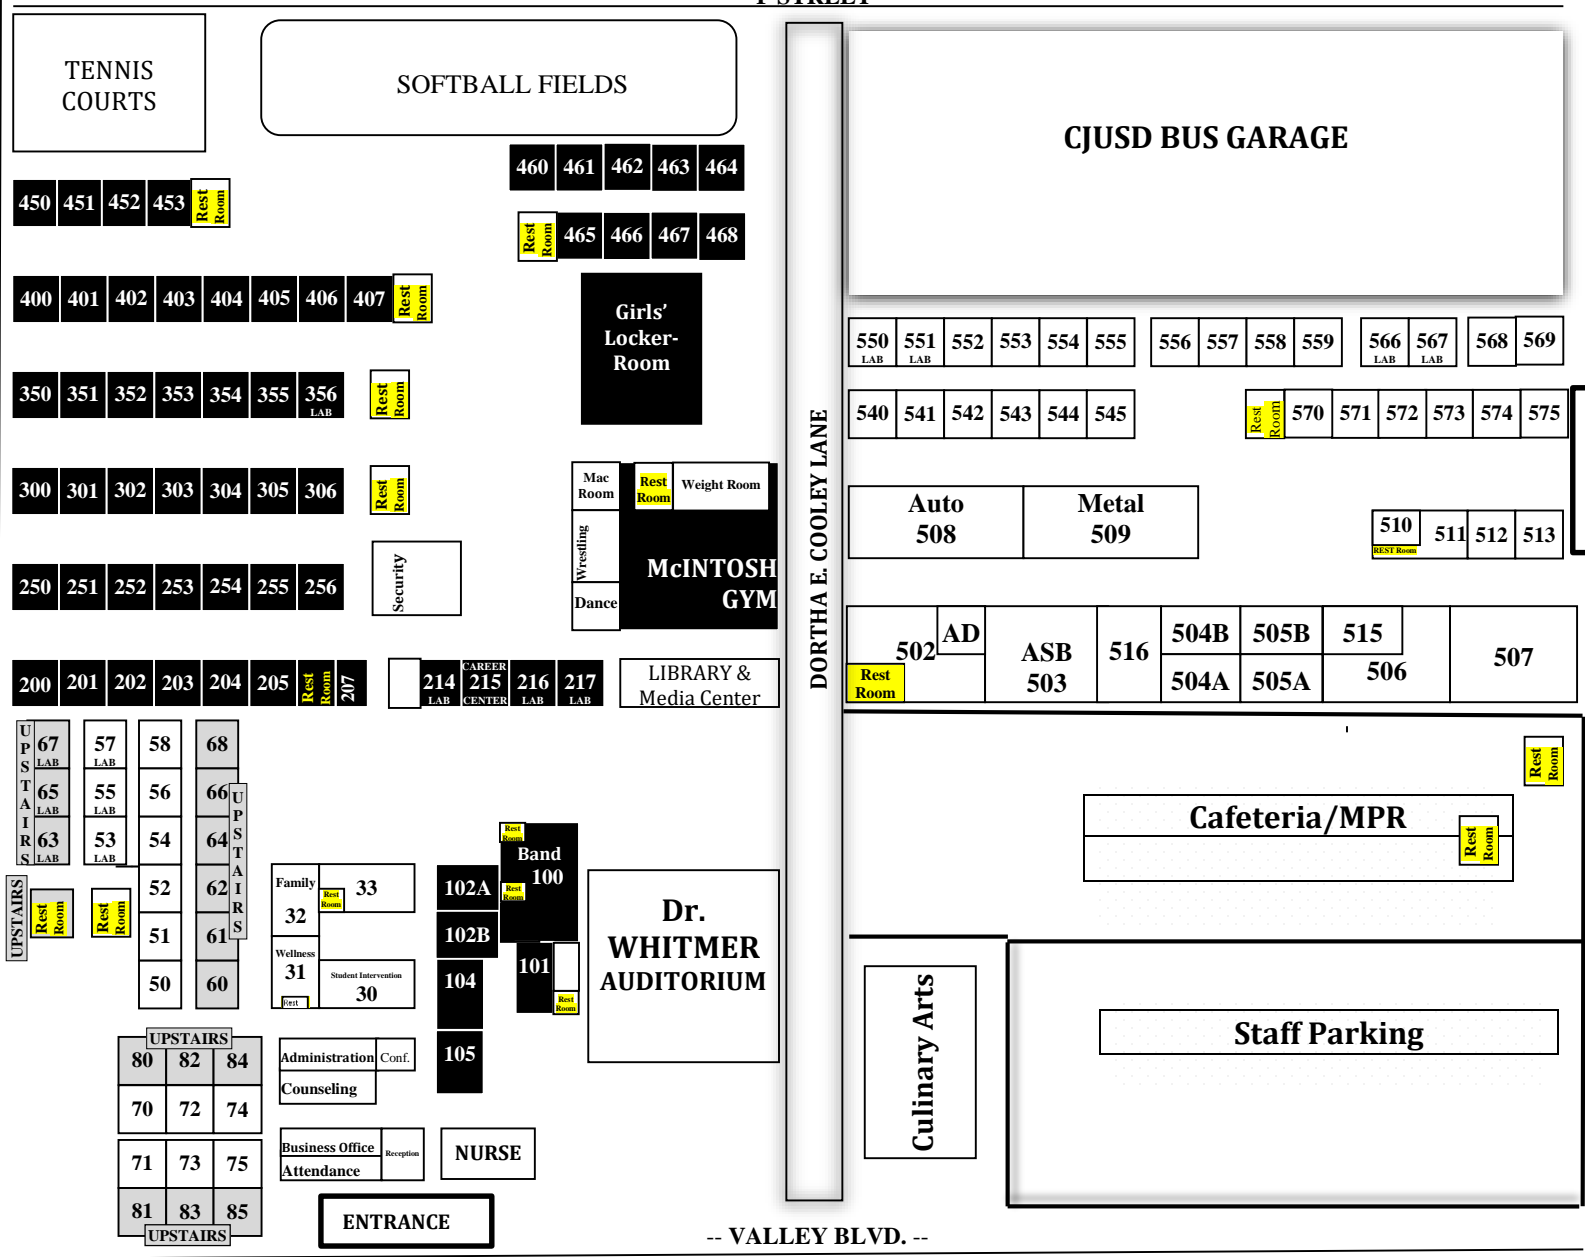 P STREET
TENNIS
COURTS
SOFTBALL FIELDS
CJUSD BUS GARAGE
460 461 462 463 464
450 451 452 453 Rest Room
Rest Room 465 466 467 468
400 401 402 403 404 405 406 407 Rest Room
Girls'
Locker-
Room
550 LAB 551 LAB 552 553 554 555 556 557 558 559 566 LAB 567 LAB 568 569
350 351 352 353 354 355 356 LAB Rest Room
540 541 542 543 544 545 Rest Room 570 571 572 573 574 575
DORTHA E. COOLEY LANE
300 301 302 303 304 305 306 Rest Room
Mac
Room
Rest
Room
Weight Room
Wrestling
Dance
McINTOSH
GYM
Auto
508
Metal
509
510 511 512 513
REST Room
250 251 252 253 254 255 256 Security
502 AD ASB 503 516 504B 505B 515 506 507
504A 505A
Rest
Room
200 201 202 203 204 205 Rest Room 207
214 LAB CAREER 215 CENTER 216 LAB 217 LAB
LIBRARY &
Media Center
UPSTAIRS
67 LAB 57 LAB 58 68
65 LAB 55 LAB 56 66
63 LAB 53 LAB 54 64
UPSTAIRS
52 62
51 61
50 60
UPSTAIRS
Rest Room
Rest Room
Family
32
Rest
Room
33
Wellness
31
Rest
Student Intervention
30
Rest
Room
Band
100
Rest
Room
102A
102B
104
105
101
Rest
Room
Dr.
WHITMER
AUDITORIUM
Rest Room
Cafeteria/MPR
Rest Room
Culinary Arts
Staff Parking
UPSTAIRS
80 82 84
70 72 74
71 73 75
81 83 85
UPSTAIRS
Administration Conf.
Counseling
Business Office
Attendance
Reception
NURSE
ENTRANCE
-- VALLEY BLVD. --